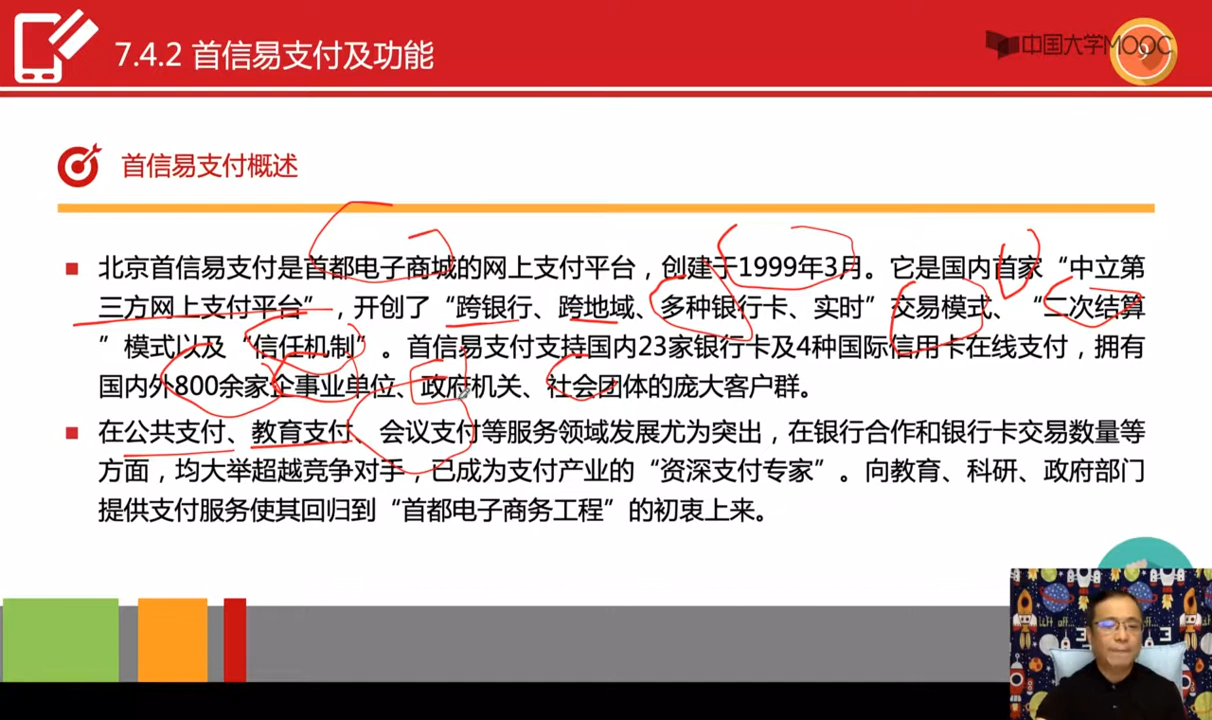 7.4.2 首信易支付及功能
中国大学MOOC
首信易支付概述
北京首信易支付是首都电子商城的网上支付平台，创建于1999年3月。它是国内首家“中立第
三方网上支付平台”，开创了“跨银行、跨地域、多种银行卡、实时”交易模式、“二次结算
”模式以及“信任机制”。首信易支付支持国内23家银行卡及4种国际信用卡在线支付，拥有
国内外800余家企事业单位、政府机关、社会团体的庞大客户群。
在公共支付、教育支付、会议支付等服务领域发展尤为突出，在银行合作和银行卡交易数量等
方面，均大举超越竞争对手，已成为支付产业的“资深支付专家”。向教育、科研、政府部门
提供支付服务使其回归到“首都电子商务工程”的初衷上来。